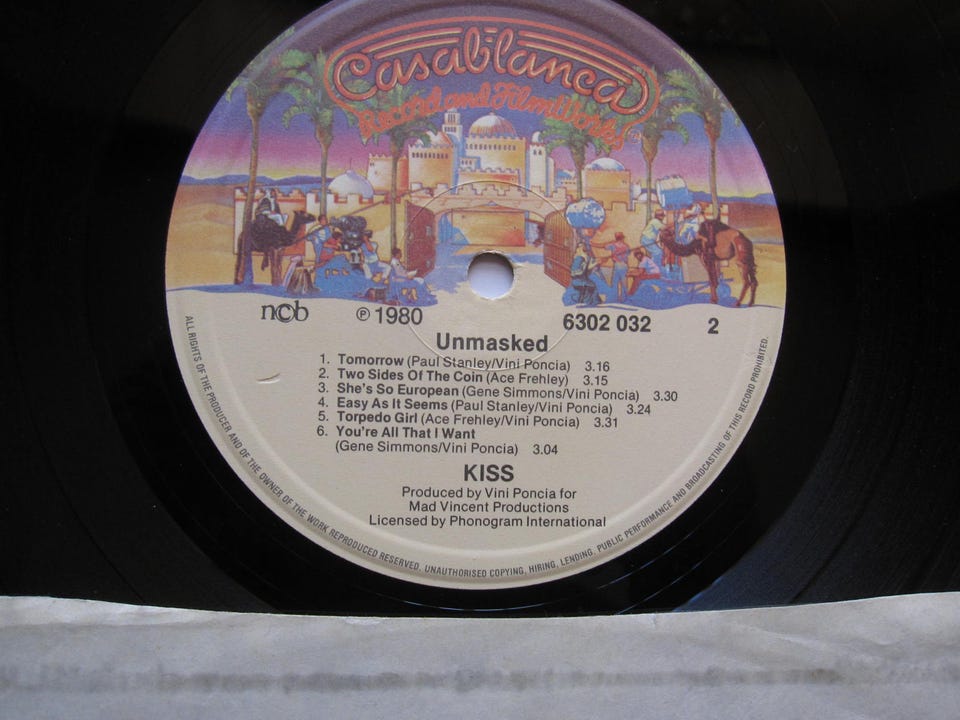 Casablanca
Record and FilmWorks
ncb
℗ 1980
6302 032
2
Unmasked
1. Tomorrow (Paul Stanley/Vini Poncia) 3.16
2. Two Sides Of The Coin (Ace Frehley) 3.15
3. She's So European (Gene Simmons/Vini Poncia) 3.30
4. Easy As It Seems (Paul Stanley/Vini Poncia) 3.24
5. Torpedo Girl (Ace Frehley/Vini Poncia) 3.31
6. You're All That I Want
(Gene Simmons/Vini Poncia) 3.04
KISS
Produced by Vini Poncia for
Mad Vincent Productions
Licensed by Phonogram International
ALL RIGHTS OF THE PRODUCER AND OF THE OWNER OF THE WORK REPRODUCED RESERVED. UNAUTHORISED COPYING, HIRING, LENDING, PUBLIC PERFORMANCE AND BROADCASTING OF THIS RECORD PROHIBITED.